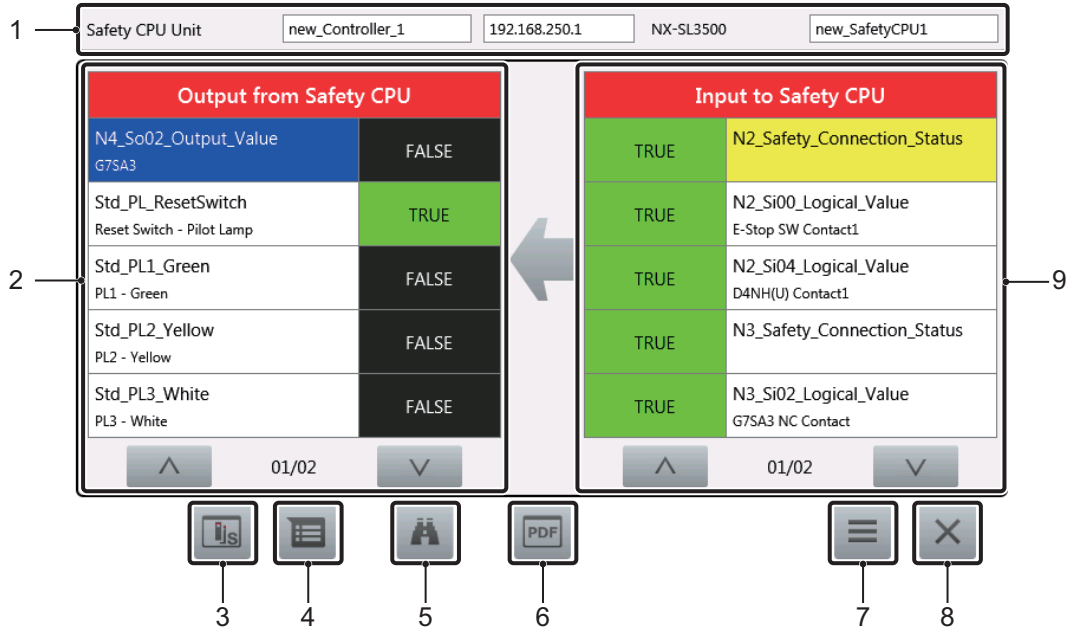 1
Safety CPU Unit new_Controller_1 192.168.250.1 NX-SL3500 new_SafetyCPU1
2
Output from Safety CPU
N4_So02_Output_Value FALSE
G7SA3
Std_PL_ResetSwitch TRUE
Reset Switch - Pilot Lamp
Std_PL1_Green FALSE
PL1 - Green
Std_PL2_Yellow FALSE
PL2 - Yellow
Std_PL3_White FALSE
PL3 - White
01/02
Input to Safety CPU
TRUE N2_Safety_Connection_Status
TRUE N2_Si00_Logical_Value
E-Stop SW Contact1
TRUE N2_Si04_Logical_Value
D4NH(U) Contact1
TRUE N3_Safety_Connection_Status
TRUE N3_Si02_Logical_Value
G7SA3 NC Contact
01/02
9
S
PDF
3 4 5 6 7 8